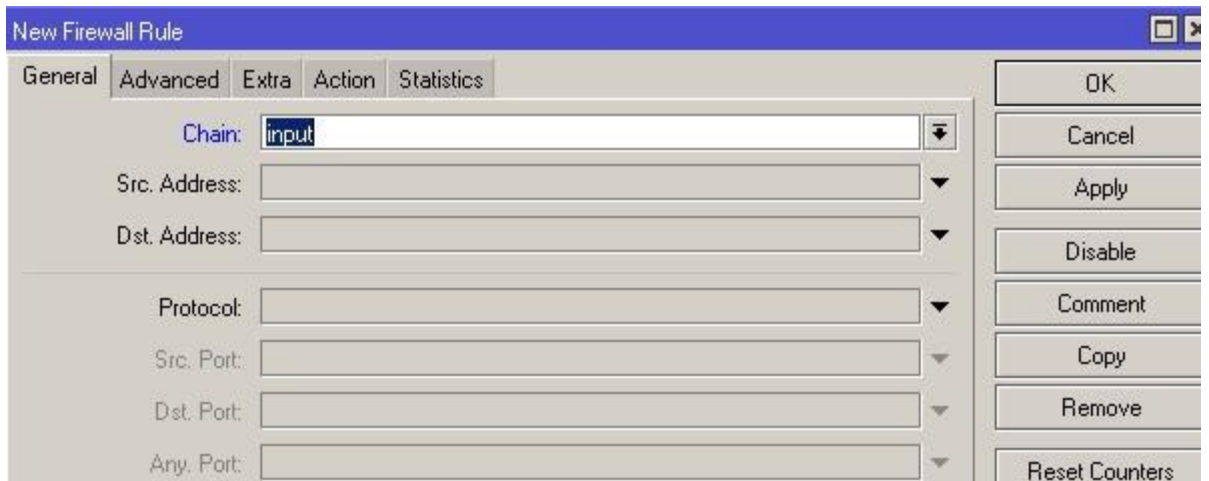 New Firewall Rule
General Advanced Extra Action Statistics
Chain: input
Src. Address:
Dst. Address:
Protocol:
Src. Port:
Dst. Port:
Any. Port:
OK
Cancel
Apply
Disable
Comment
Copy
Remove
Reset Counters